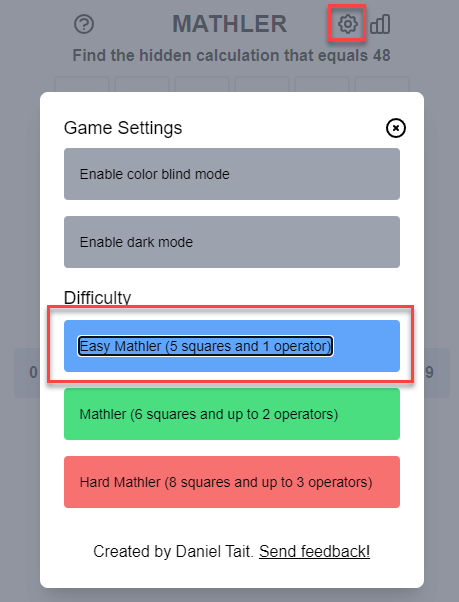 MATHLER
Find the hidden calculation that equals 48
Game Settings
Enable color blind mode
Enable dark mode
Difficulty
Easy Mathler (5 squares and 1 operator)
0
9
Mathler (6 squares and up to 2 operators)
Hard Mathler (8 squares and up to 3 operators)
Created by Daniel Tait. Send feedback!